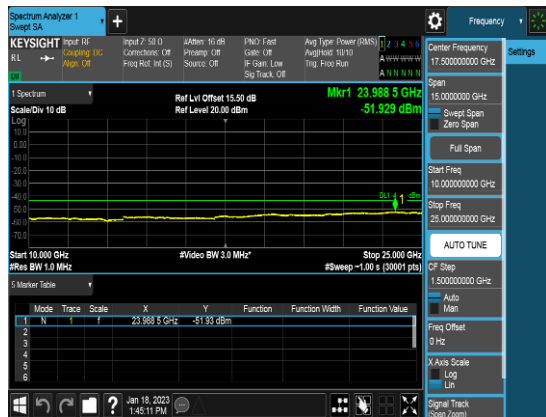 Spectrum Analyzer 1
Swept SA
Frequency
KEYSIGHT Input: RF
RL
Coupling: DC
Align: Off
Input Z: 50 Ω
Corrections: Off
Freq Ref: Int (S)
#Atten: 16 dB
Preamp: Off
Source: Off
PNO: Fast
Gate: Off
IF Gain: Low
Sig Track: Off
Avg Type: Power (RMS)
Avg|Hold: 10/10
Trig: Free Run
1 2 3 4 5 6
A W W W W W
A N N N N N
LV
1 Spectrum
Scale/Div 10 dB
Ref Lvl Offset 15.50 dB
Ref Level 20.00 dBm
Mkr1 23.988 5 GHz
-51.929 dBm
Log
10.0
0.00
-10.0
-20.0
-30.0
-40.0
-50.0
-60.0
-70.0
1
Start 10.000 GHz
#Res BW 1.0 MHz
#Video BW 3.0 MHz*
Stop 25.000 GHz
#Sweep ~1.00 s (30001 pts)
5 Marker Table
Mode Trace Scale X Y Function Function Width Function Value
1 N 1 f 23.988 5 GHz -51.93 dBm
2
3
4
5
6
Jan 18, 2023
1:45:11 PM
Center Frequency
17.500000000 GHz
Settings
Span
15.0000000 GHz
Swept Span
Zero Span
Full Span
Start Freq
10.000000000 GHz
Stop Freq
25.000000000 GHz
AUTO TUNE
CF Step
1.500000000 GHz
Auto
Man
Freq Offset
0 Hz
X Axis Scale
Log
Lin
Signal Track
(Span Zoom)